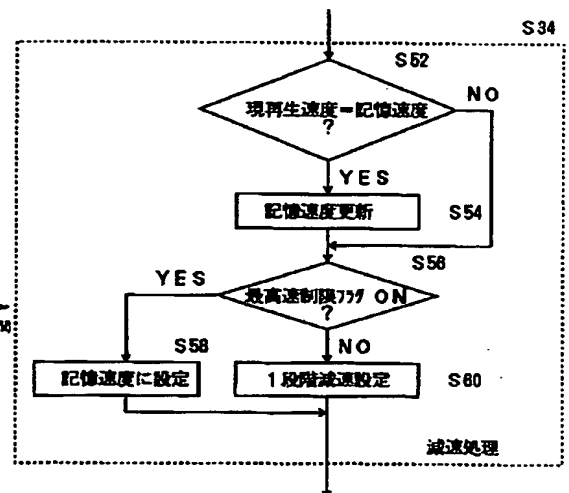 S34
S52
現再生速度=記憶速度
?
NO
YES
記憶速度更新
S54
S56
YES
最高速制限フラグ ON
?
NO
S58
記憶速度に設定
1段階減速設定
S60
減速処理